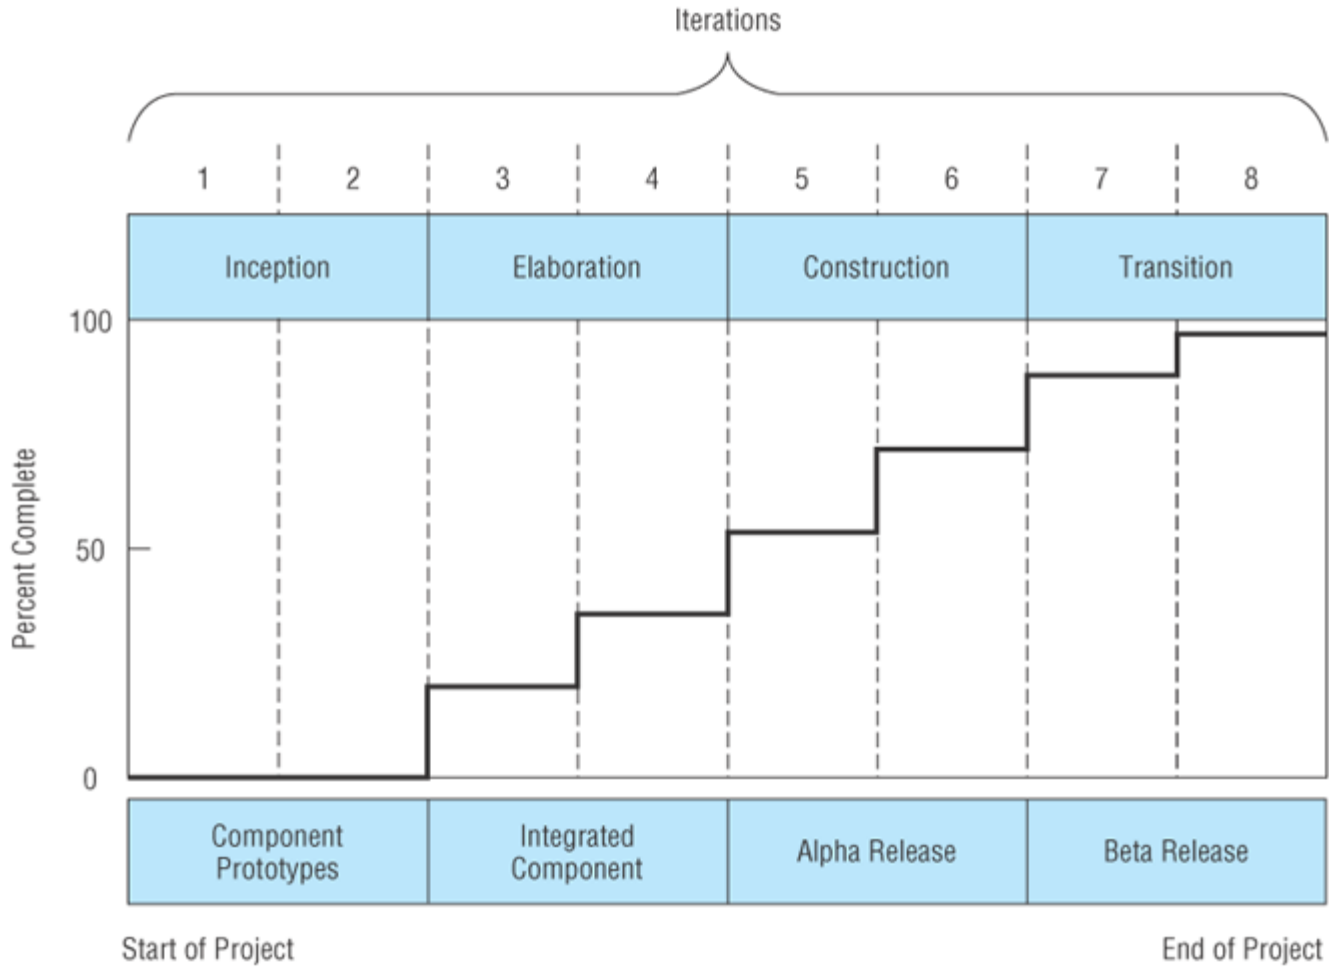 Iterations
1 2 3 4 5 6 7 8
Inception Elaboration Construction Transition
100
50
0
Percent Complete
Component
Prototypes
Integrated
Component
Alpha Release
Beta Release
Start of Project
End of Project